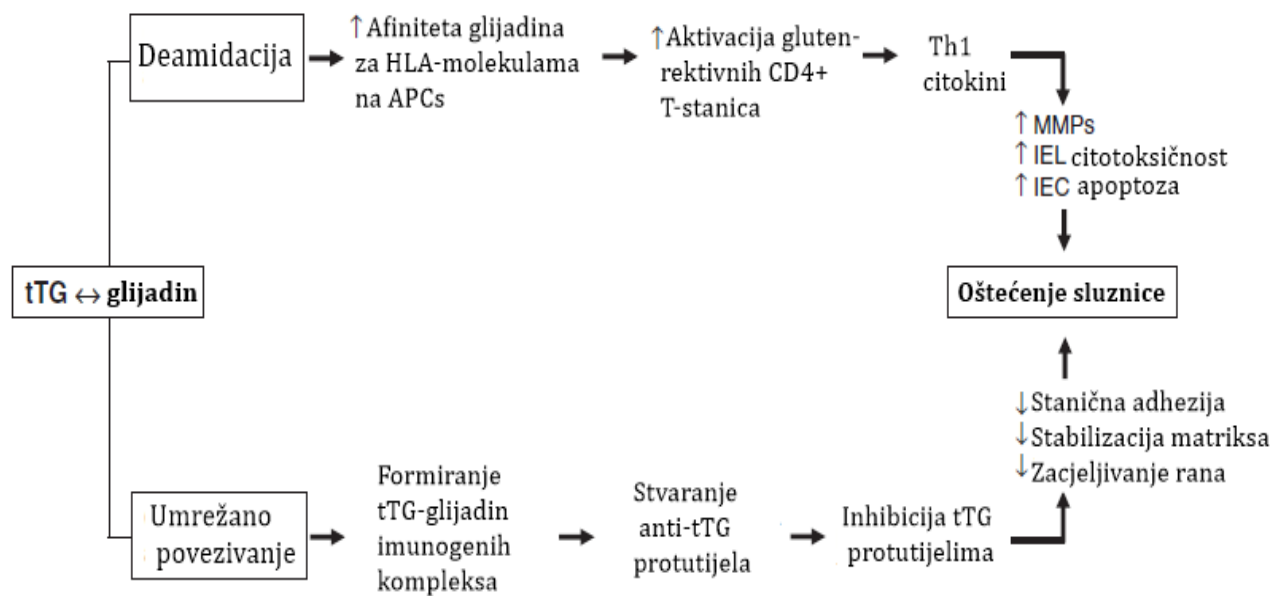 Deamidacija
↑Afiniteta glijadina
za HLA-molekulama
na APCs
↑Aktivacija gluten-
rektivnih CD4+
T-stanica
Th1
citokini
↑MMPs
↑IEL citotoksičnost
↑IEC apoptoza
tTG ↔ glijadin
Oštećenje sluznice
↓Stanična adhezija
↓Stabilizacija matriksa
↓Zacjeljivanje rana
Umrežano
povezivanje
Formiranje
tTG-glijadin
imunogenih
kompleksa
Stvaranje
anti-tTG
protutijela
Inhibicija tTG
protutijelima